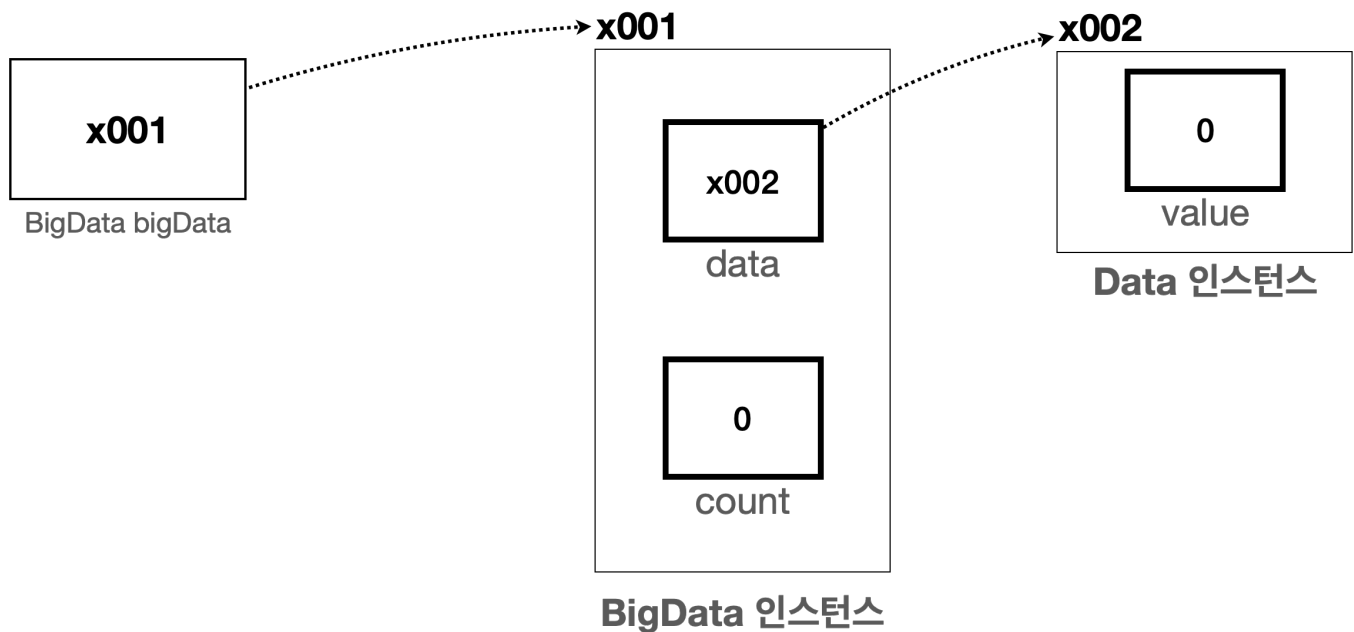 x001
BigData bigData
x001
x002
data
0
count
BigData 인스턴스
x002
0
value
Data 인스턴스